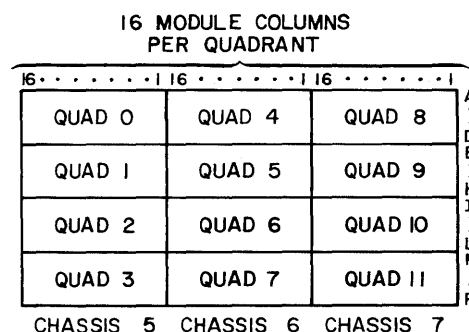 16 MODULE COLUMNS
PER QUADRANT
16 · · · · · · · 1 16 · · · · · · 1 16 · · · · · · · 1
QUAD 0 QUAD 4 QUAD 8
QUAD 1 QUAD 5 QUAD 9
QUAD 2 QUAD 6 QUAD 10
QUAD 3 QUAD 7 QUAD 11
CHASSIS 5 CHASSIS 6 CHASSIS 7